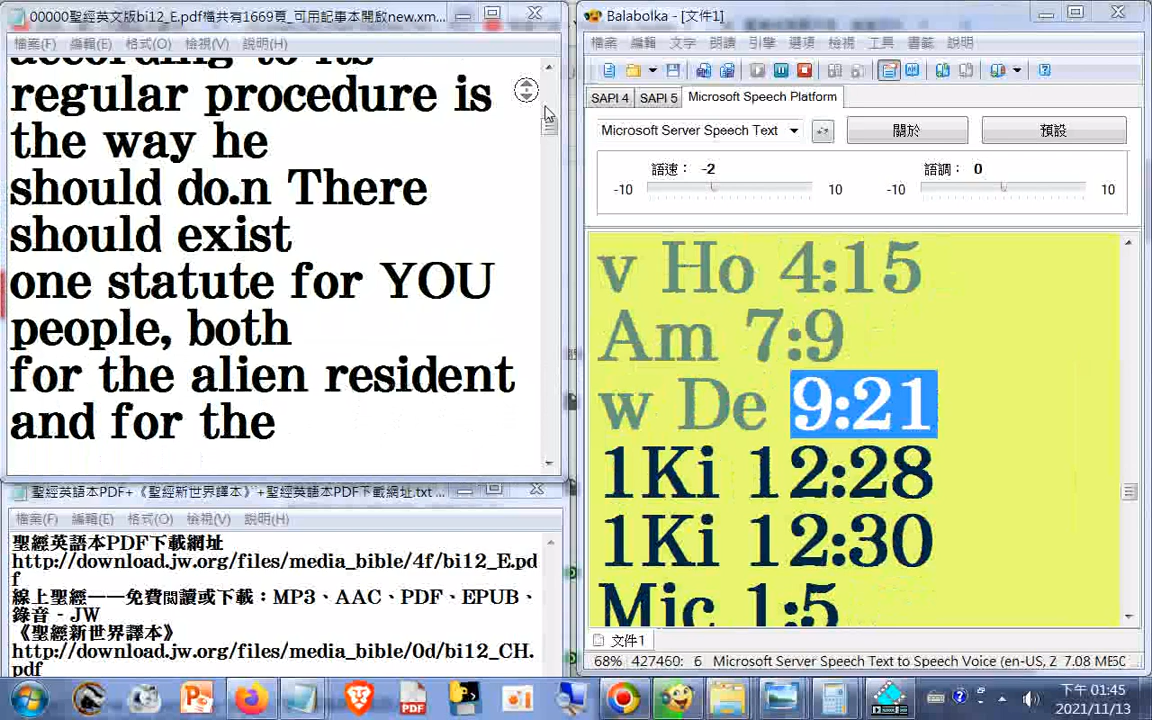 00000聖經英文版bi12_E.pdf檔共有1669頁_可用記事本開啟new.xm...
檔案(F) 編輯(E) 格式(O) 檢視(V) 說明(H)
according to its
regular procedure is
the way he
should do.n There
should exist
one statute for YOU
people, both
for the alien resident
and for the
聖經英語本PDF+《聖經新世界譯本》+聖經英語本PDF下載網址.txt ...
檔案(F) 編輯(E) 格式(O) 檢視(V) 說明(H)
聖經英語本PDF下載網址
http://download.jw.org/files/media_bible/4f/bi12_E.pd
f
線上聖經——免費閱讀或下載：MP3、AAC、PDF、EPUB、
錄音 - JW
《聖經新世界譯本》
http://download.jw.org/files/media_bible/0d/bi12_CH.
pdf
Balabolka - [文件1]
檔案 編輯 文字 朗讀 引擎 選項 檢視 工具 書籤 說明
SAPI 4 SAPI 5 Microsoft Speech Platform
Microsoft Server Speech Text 關於 預設
語速： -2 語調： 0
-10 10 -10 10
v Ho 4:15
Am 7:9
w De 9:21
1Ki 12:28
1Ki 12:30
Mic 1:5
文件1
68% 427460: 6 Microsoft Server Speech Text to Speech Voice (en-US, Z 7.08 ME5C
下午 01:45
2021/11/13